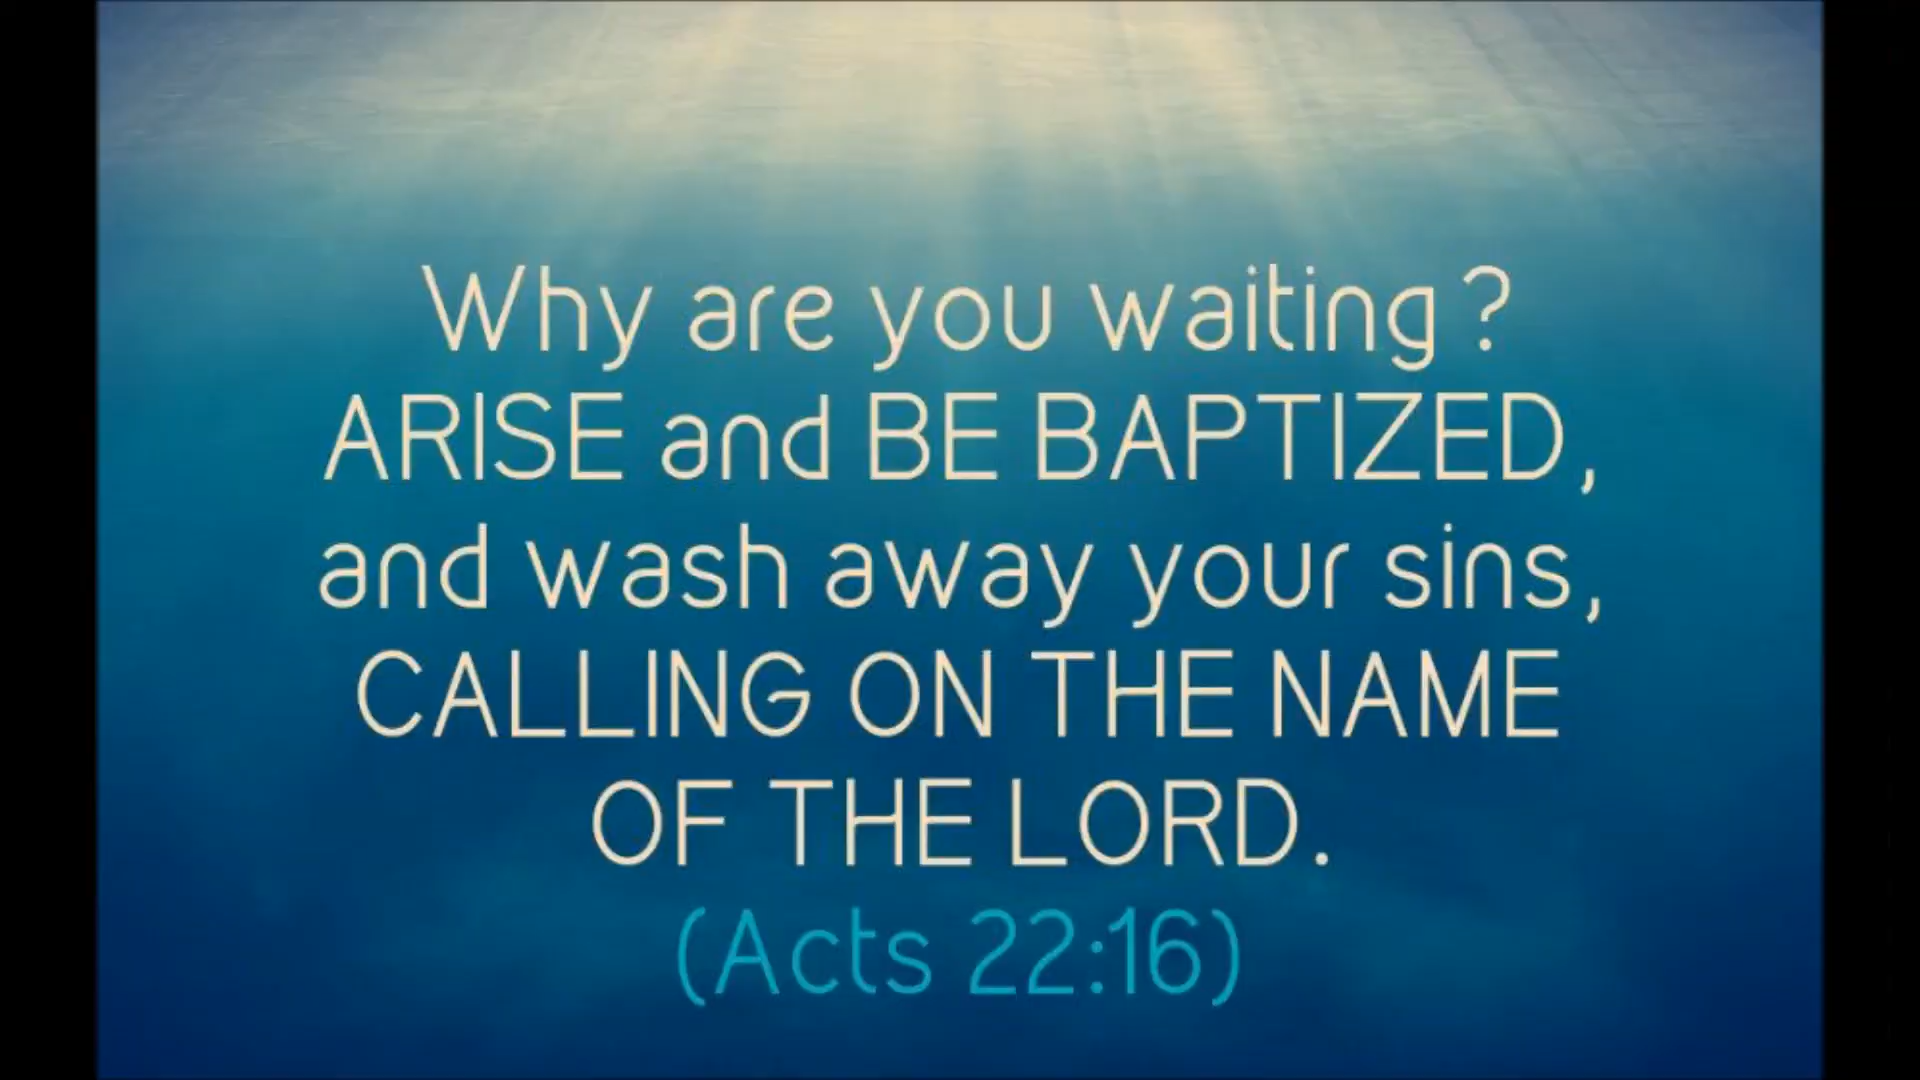 Why are you waiting ?
ARISE and BE BAPTIZED,
and wash away your sins,
CALLING ON THE NAME
OF THE LORD.
(Acts 22:16)